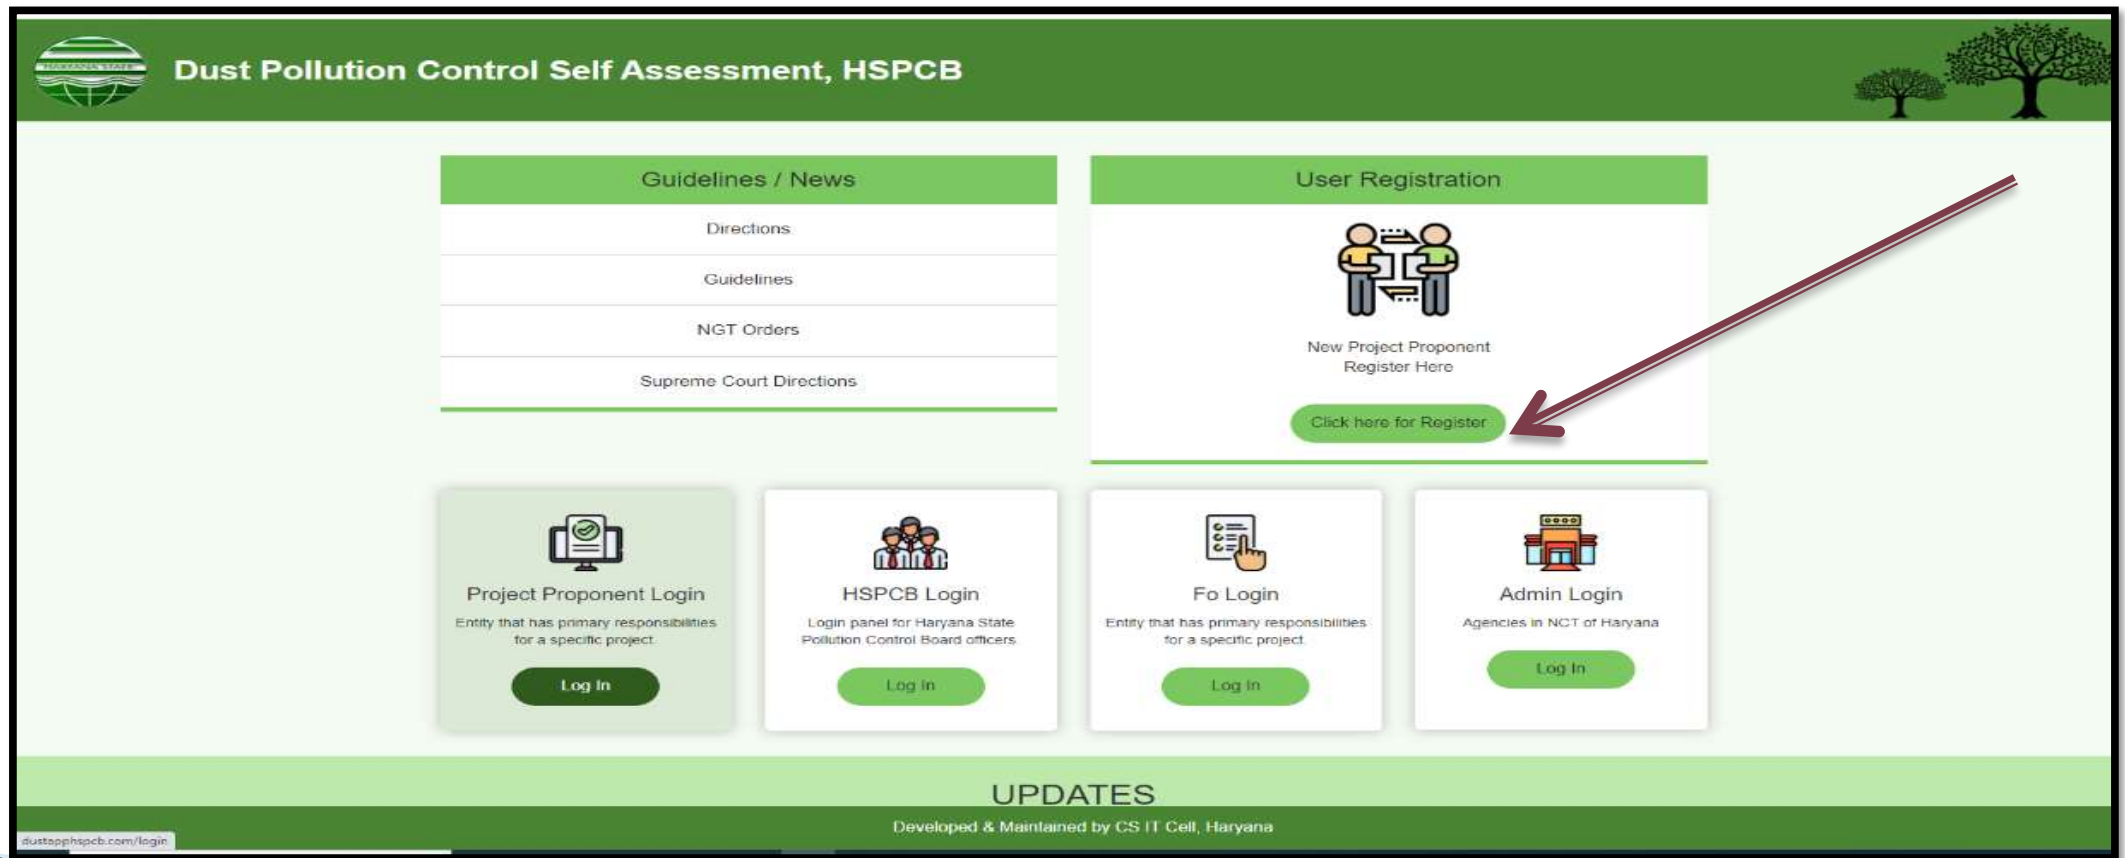 HARYANA STATE
Dust Pollution Control Self Assessment, HSPCB
Guidelines / News
Directions
Guidelines
NGT Orders
Supreme Court Directions
User Registration
New Project Proponent
Register Here
Click here for Register
Project Proponent Login
Entity that has primary responsibilities
for a specific project.
Log In
HSPCB Login
Login panel for Haryana State
Pollution Control Board officers.
Log In
Fo Login
Entity that has primary responsibilities
for a specific project.
Log In
Admin Login
Agencies in NCT of Haryana
Log In
UPDATES
Developed & Maintained by CS IT Cell, Haryana
dustapphspcb.com/login